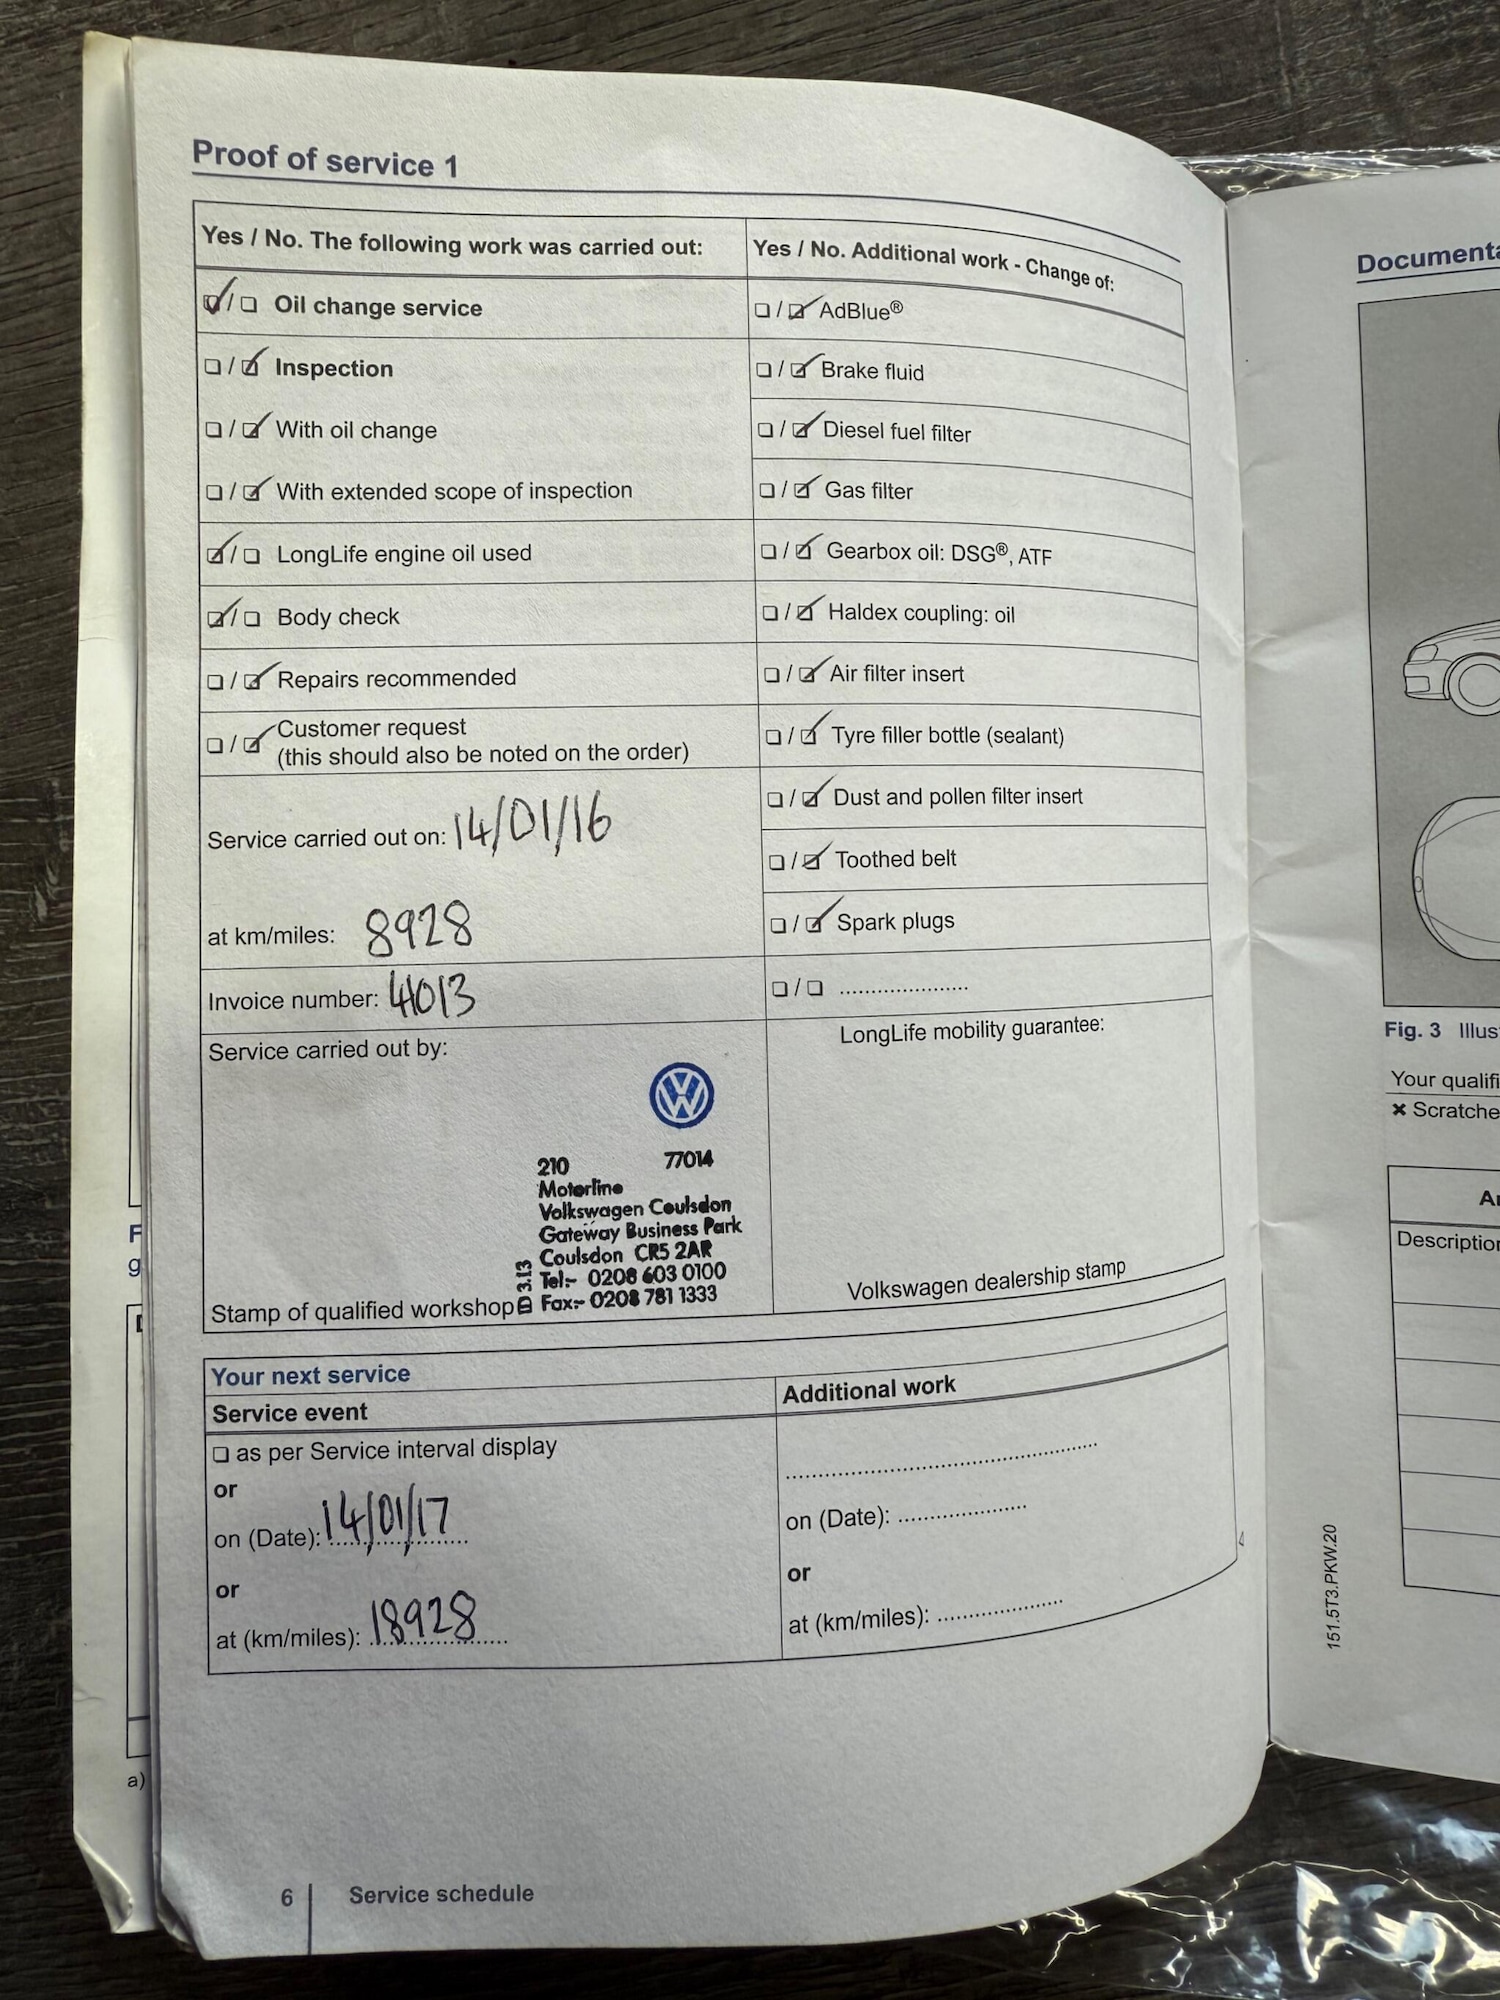 Proof of service 1
Yes / No. The following work was carried out:
Oil change service
Inspection
With oil change
With extended scope of inspection
LongLife engine oil used
Body check
Repairs recommended
Customer request
(this should also be noted on the order)
Service carried out on: 14/01/16
at km/miles: 8928
Invoice number: 41013
Service carried out by:
210 77014
Motorline
Volkswagen Coulsdon
Gateway Business Park
Coulsdon CR5 2AR
Tel:- 0208 603 0100
Fax:- 0208 781 1333
D 3.13
Stamp of qualified workshop
Yes / No. Additional work - Change of:
AdBlue®
Brake fluid
Diesel fuel filter
Gas filter
Gearbox oil: DSG®, ATF
Haldex coupling: oil
Air filter insert
Tyre filler bottle (sealant)
Dust and pollen filter insert
Toothed belt
Spark plugs
/ ....................
LongLife mobility guarantee:
Volkswagen dealership stamp
Your next service
Service event
as per Service interval display
or
on (Date): 14/01/17
or
at (km/miles): 18928
Additional work
on (Date): ....................
or
at (km/miles): ....................
6 Service schedule
151.5T3.PKW.20
Fig. 3
a)